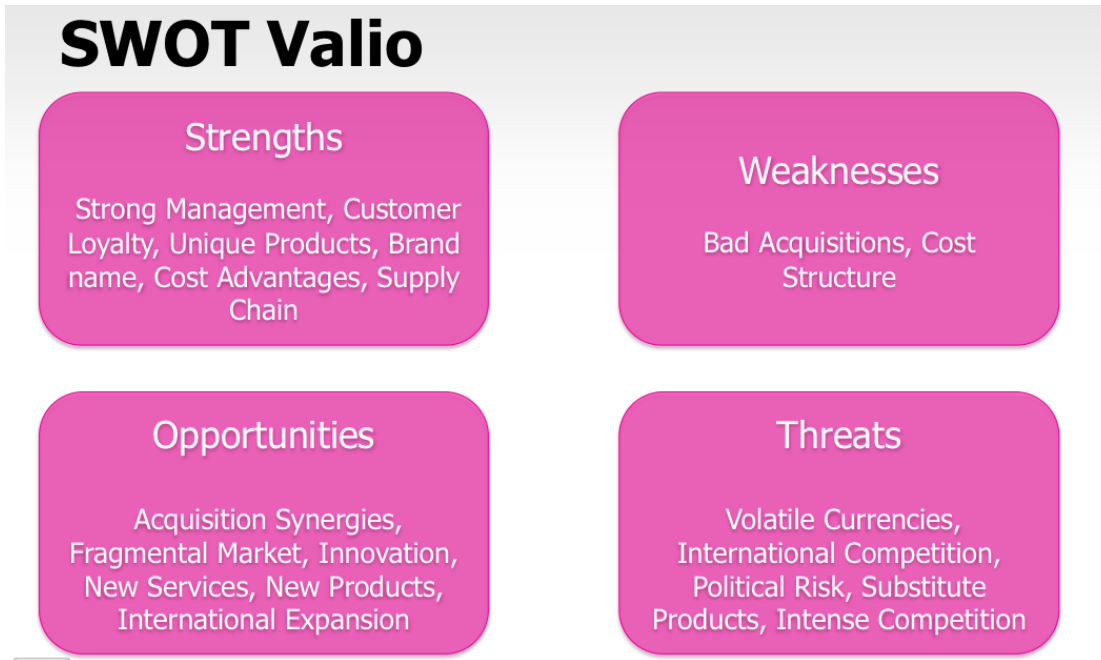 SWOT Valio
Strengths
Strong Management, Customer
Loyalty, Unique Products, Brand
name, Cost Advantages, Supply
Chain
Weaknesses
Bad Acquisitions, Cost
Structure
Opportunities
Acquisition Synergies,
Fragmental Market, Innovation,
New Services, New Products,
International Expansion
Threats
Volatile Currencies,
International Competition,
Political Risk, Substitute
Products, Intense Competition